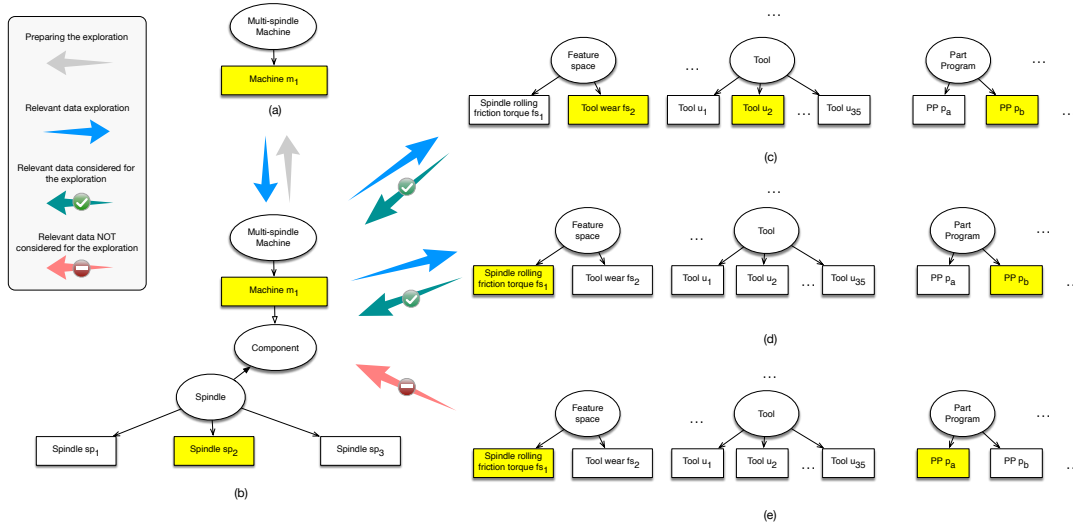 Preparing the exploration
Relevant data exploration
Relevant data considered for
the exploration
Relevant data NOT
considered for the exploration
Multi-spindle
Machine
Machine m1
(a)
Multi-spindle
Machine
Machine m1
Component
Spindle
Spindle sp1
Spindle sp2
Spindle sp3
(b)
...
Feature
space
...
Tool
Part
Program
...
Spindle rolling
friction torque fs1
Tool wear fs2
Tool u1
Tool u2
...
Tool u35
PP pa
PP pb
...
(c)
...
Feature
space
...
Tool
Part
Program
...
Spindle rolling
friction torque fs1
Tool wear fs2
Tool u1
Tool u2
...
Tool u35
PP pa
PP pb
...
(d)
...
Feature
space
...
Tool
Part
Program
...
Spindle rolling
friction torque fs1
Tool wear fs2
Tool u1
Tool u2
...
Tool u35
PP pa
PP pb
...
(e)